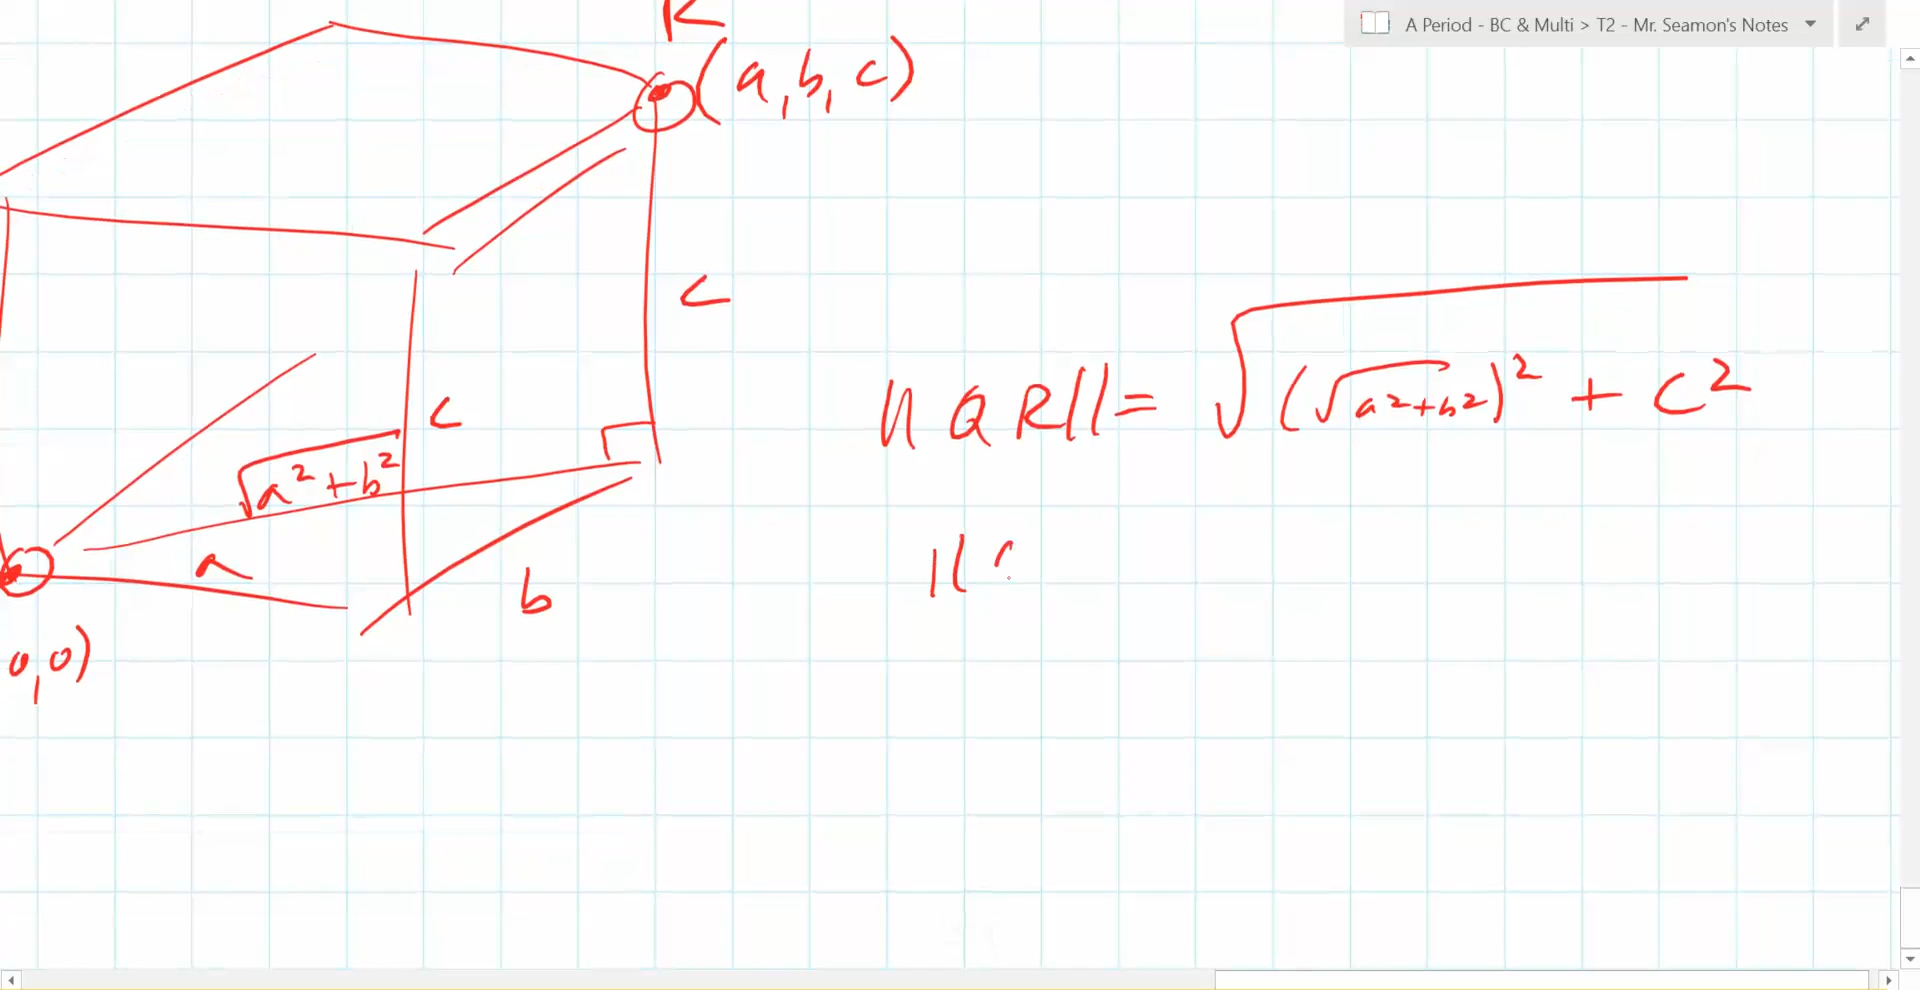 A Period - BC & Multi > T2 - Mr. Seamon's Notes
R
(a, b, c)
c
||QR|| = √((√(a²+b²))² + c²)
c
√(a²+b²)
a
b
||
0,0)